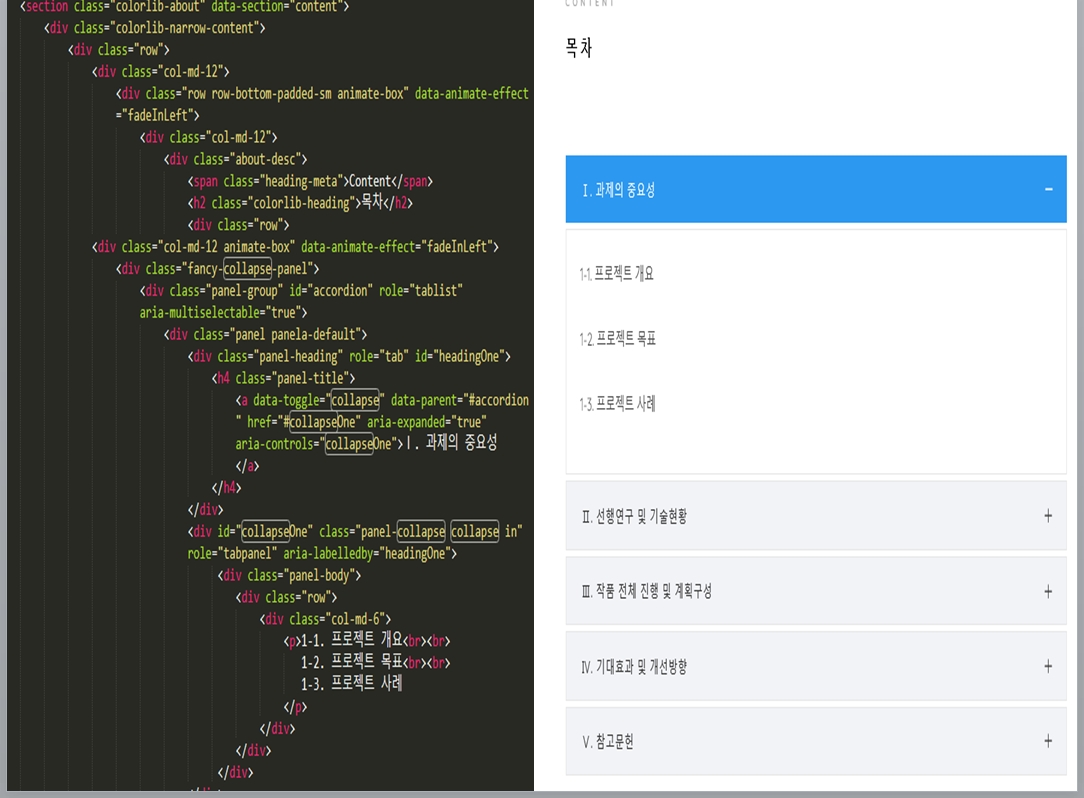 <section class="colorlib-about" data-section="content">
<div class="colorlib-narrow-content">
<div class="row">
<div class="col-md-12">
<div class="row row-bottom-padded-sm animate-box" data-animate-effect
="fadeInLeft">
<div class="col-md-12">
<div class="about-desc">
<span class="heading-meta">Content</span>
<h2 class="colorlib-heading">목차</h2>
<div class="row">
<div class="col-md-12 animate-box" data-animate-effect="fadeInLeft">
<div class="fancy-collapse-panel">
<div class="panel-group" id="accordion" role="tablist"
aria-multiselectable="true">
<div class="panel panela-default">
<div class="panel-heading" role="tab" id="headingOne">
<h4 class="panel-title">
<a data-toggle="collapse" data-parent="#accordion
" href="#collapseOne" aria-expanded="true"
aria-controls="collapseOne">Ⅰ. 과제의 중요성
</a>
</h4>
</div>
<div id="collapseOne" class="panel-collapse collapse in"
role="tabpanel" aria-labelledby="headingOne">
<div class="panel-body">
<div class="row">
<div class="col-md-6">
<p>1-1. 프로젝트 개요<br><br>
1-2. 프로젝트 목표<br><br>
1-3. 프로젝트 사례
</p>
</div>
</div>
</div>
CONTENT
목차
Ⅰ. 과제의 중요성 −
1-1. 프로젝트 개요
1-2. 프로젝트 목표
1-3. 프로젝트 사례
Ⅱ. 선행연구 및 기술현황 +
Ⅲ. 작품 전체 진행 및 계획구성 +
Ⅳ. 기대효과 및 개선방향 +
Ⅴ. 참고문헌 +